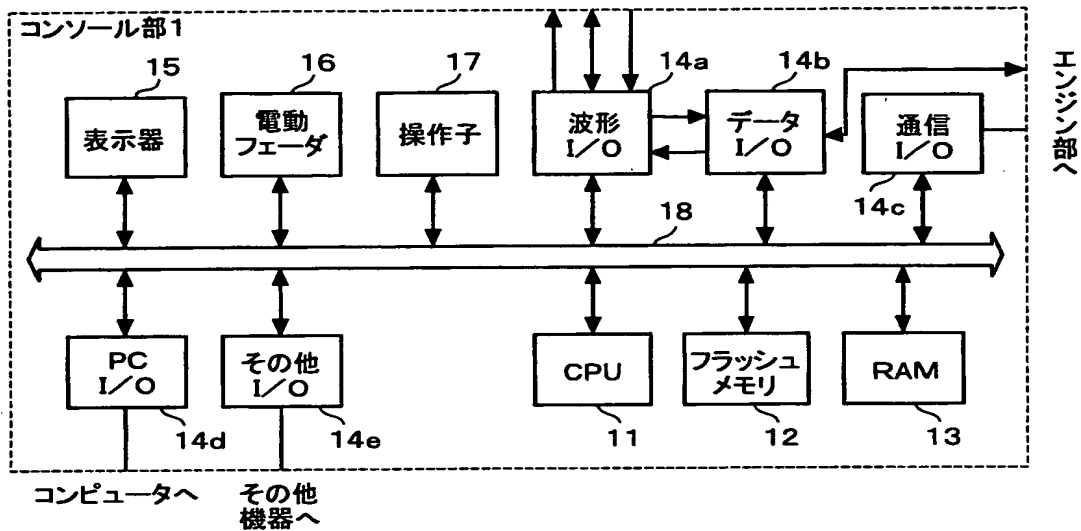 コンソール部1
15
16
17
14a
14b
表示器
電動
フェーダ
操作子
波形
I/O
データ
I/O
通信
I/O
エンジン部へ
14c
18
PC
I/O
その他
I/O
CPU
フラッシュ
メモリ
RAM
14d
14e
11
12
13
コンピュータへ
その他
機器へ